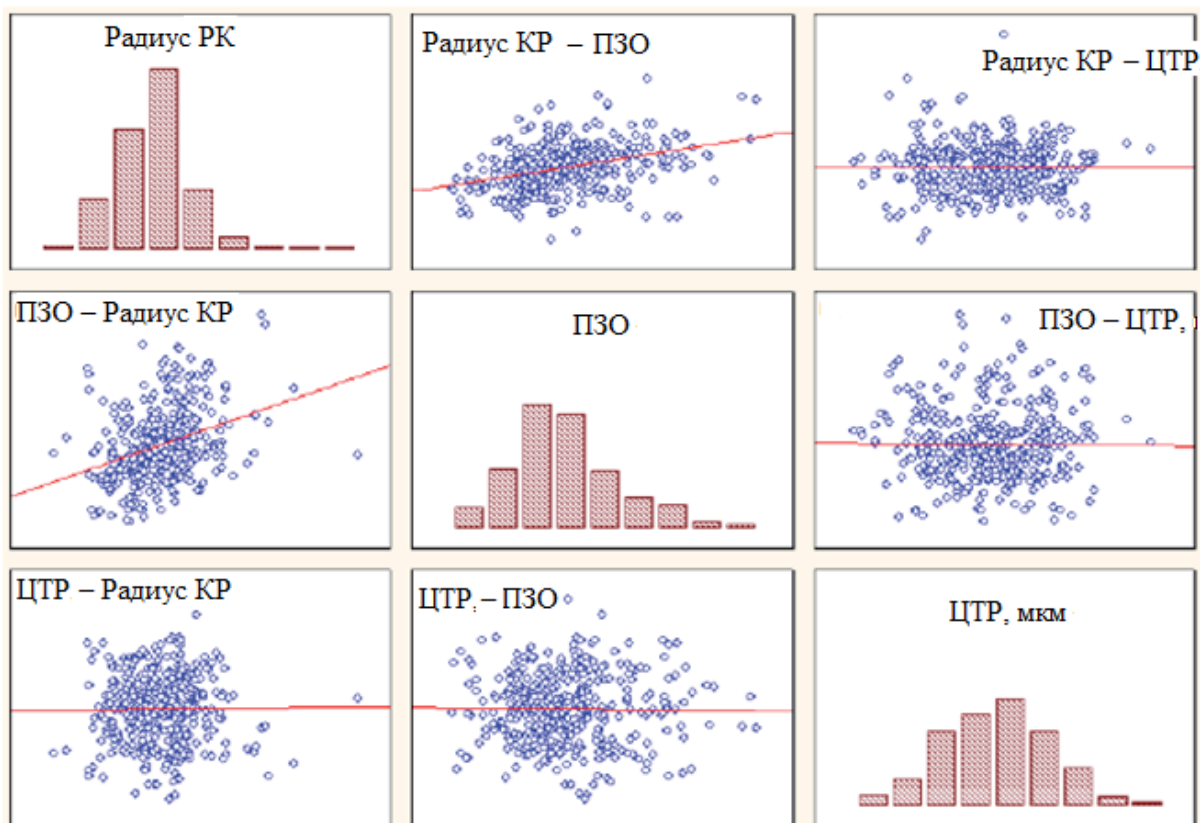 Радиус РК
Радиус КР – ПЗО
Радиус КР – ЦТР
ПЗО – Радиус КР
ПЗО
ПЗО – ЦТР,
ЦТР – Радиус КР
ЦТР, – ПЗО
ЦТР, мкм